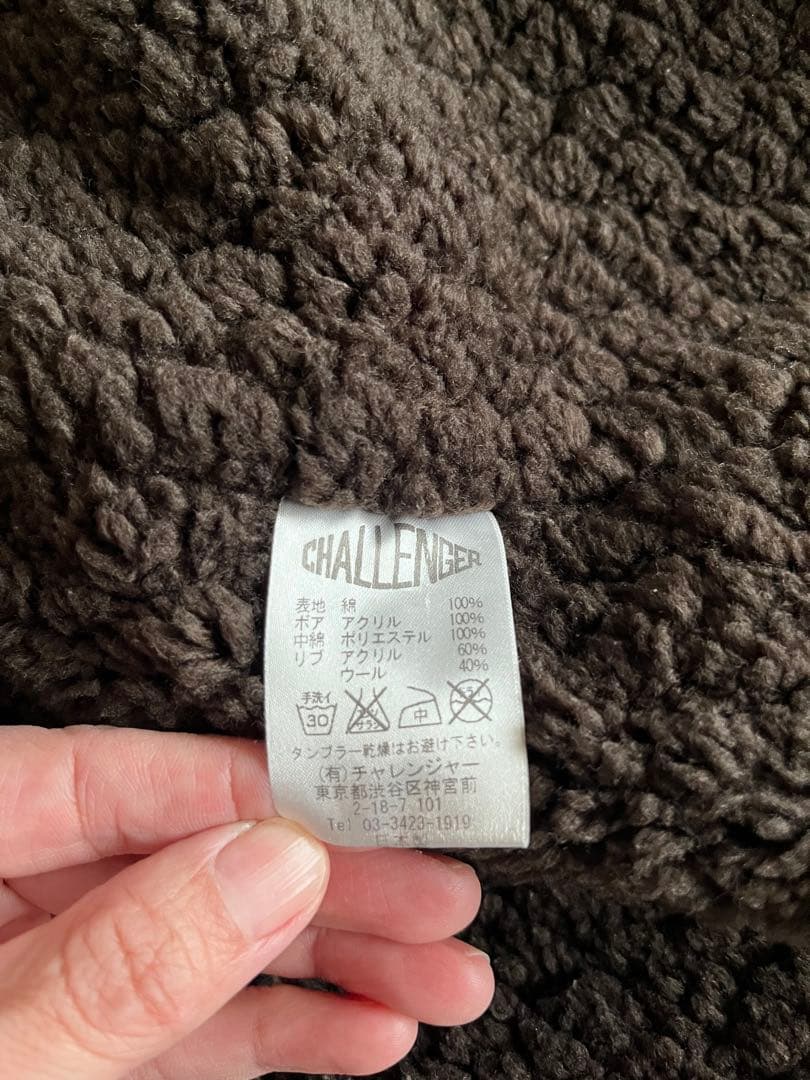 CHALLENGER
表地 綿 100%
ボア アクリル 100%
中綿 ポリエステル 100%
リブ アクリル 60%
ウール 40%
手洗イ
30 中
タンブラー乾燥はお避け下さい。
(有)チャレンジャー
東京都渋谷区神宮前
2-18-7 101
Tel 03-3423-1919